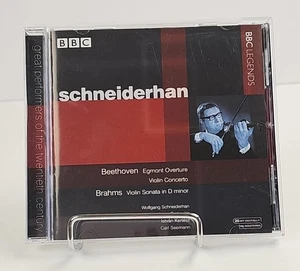 BBC
BBC LEGENDS
great performers of the twentieth century
schneiderhan
Beethoven Egmont Overture
Violin Concerto
Brahms Violin Sonata in D minor
Wolfgang Schneiderhan
István Kertész
Carl Seemann